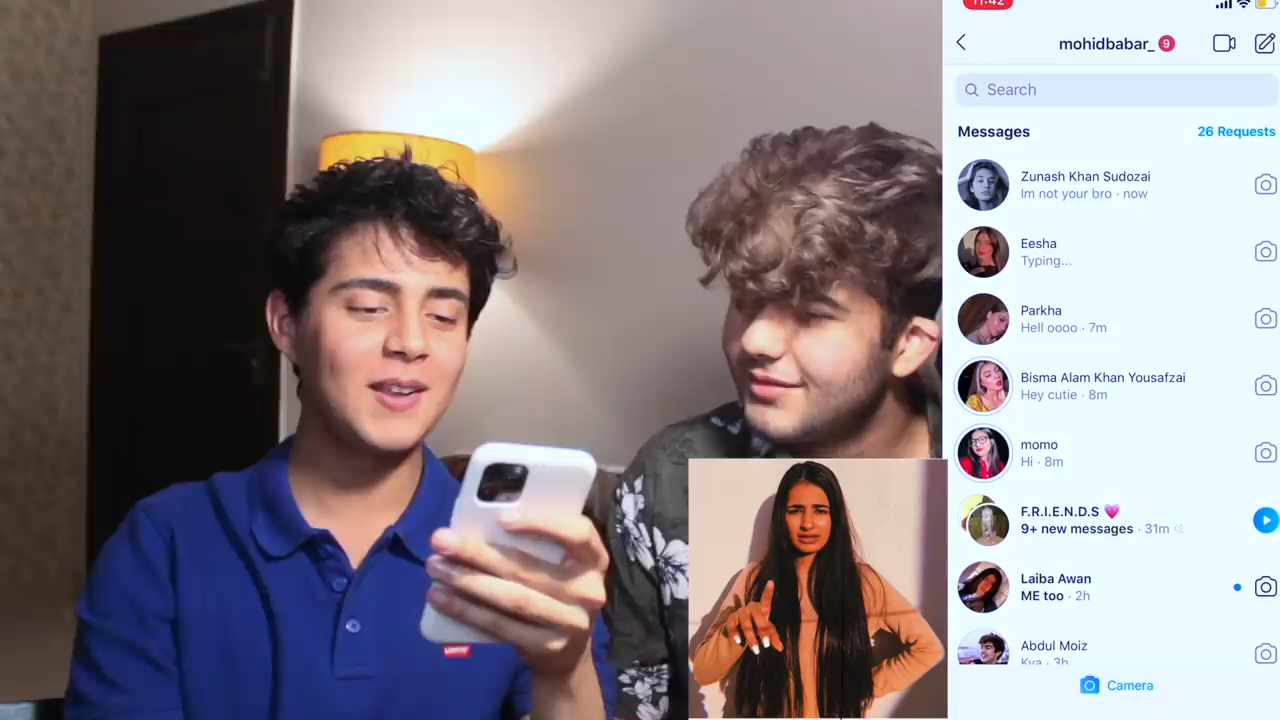 11:42
mohidbabar_ 9
Search
Messages
26 Requests
Zunash Khan Sudozai
Im not your bro · now
Eesha
Typing...
Parkha
Hell oooo · 7m
Bisma Alam Khan Yousafzai
Hey cutie · 8m
momo
Hi · 8m
F.R.I.E.N.D.S 💗
9+ new messages · 31m
Laiba Awan
ME too · 2h
Abdul Moiz
Kya · 3h
Camera